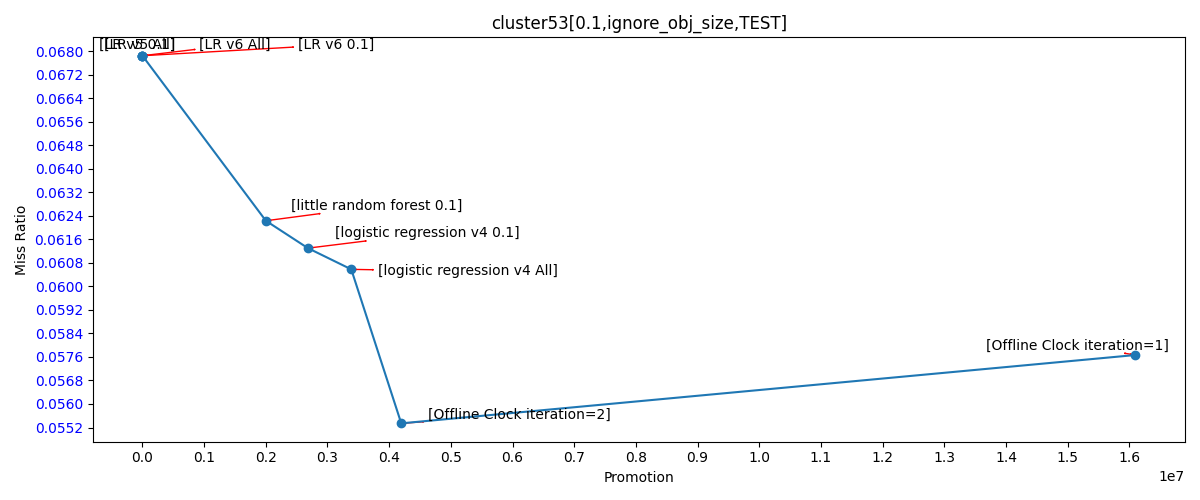 cluster53[0.1,ignore_obj_size,TEST]
[LR v6 All]
[LR v6 0.1]
[little random forest 0.1]
[logistic regression v4 0.1]
[logistic regression v4 All]
[Offline Clock iteration=1]
[Offline Clock iteration=2]
Miss Ratio
0.0680
0.0672
0.0664
0.0656
0.0648
0.0640
0.0632
0.0624
0.0616
0.0608
0.0600
0.0592
0.0584
0.0576
0.0568
0.0560
0.0552
0.0 0.1 0.2 0.3 0.4 0.5 0.6 0.7 0.8 0.9 1.0 1.1 1.2 1.3 1.4 1.5 1.6
1e7
Promotion